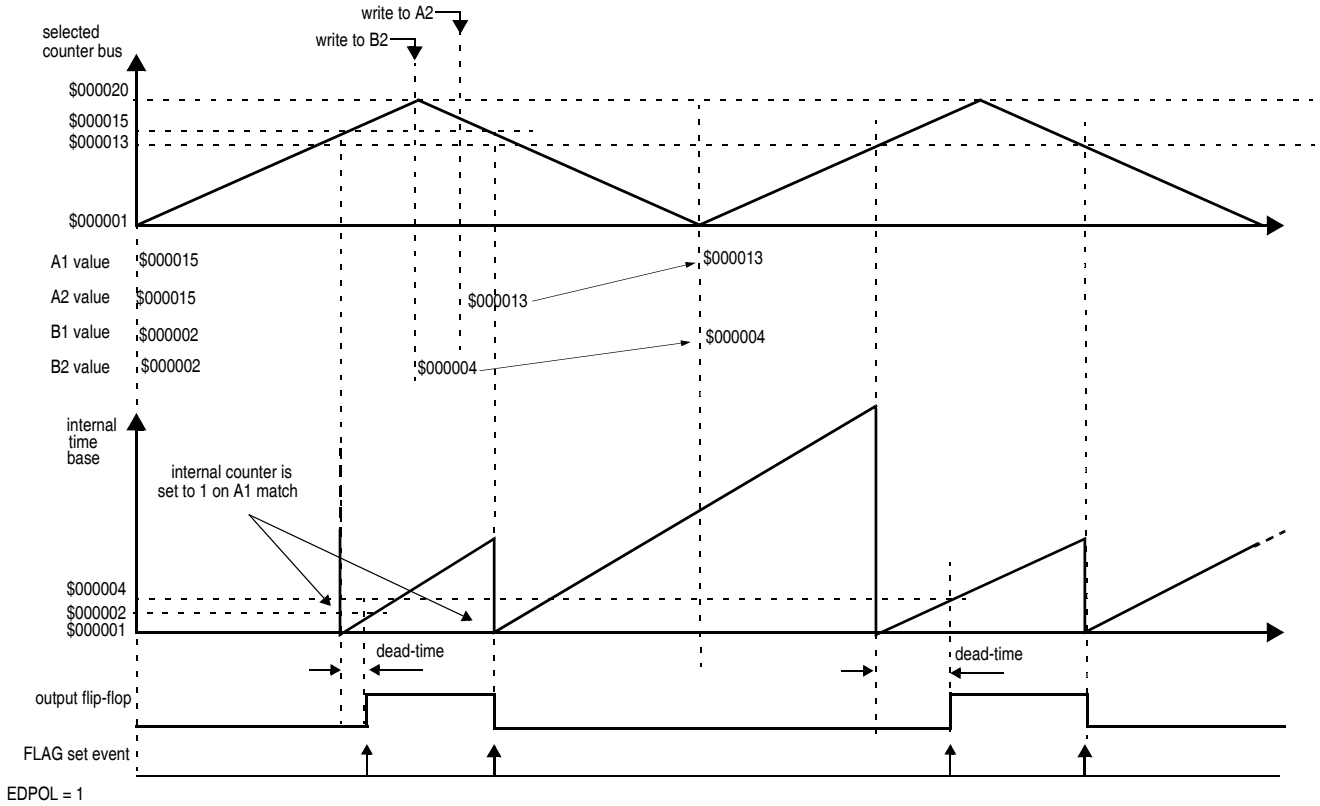 write to A2
selected
counter bus
write to B2
$000020
$000015
$000013
$000001
A1 value
$000015
$000013
A2 value
$000015
$000013
B1 value
$000002
$000004
B2 value
$000002
$000004
internal
time
base
internal counter is
set to 1 on A1 match
$000004
$000002
$000001
dead-time
dead-time
output flip-flop
FLAG set event
EDPOL = 1